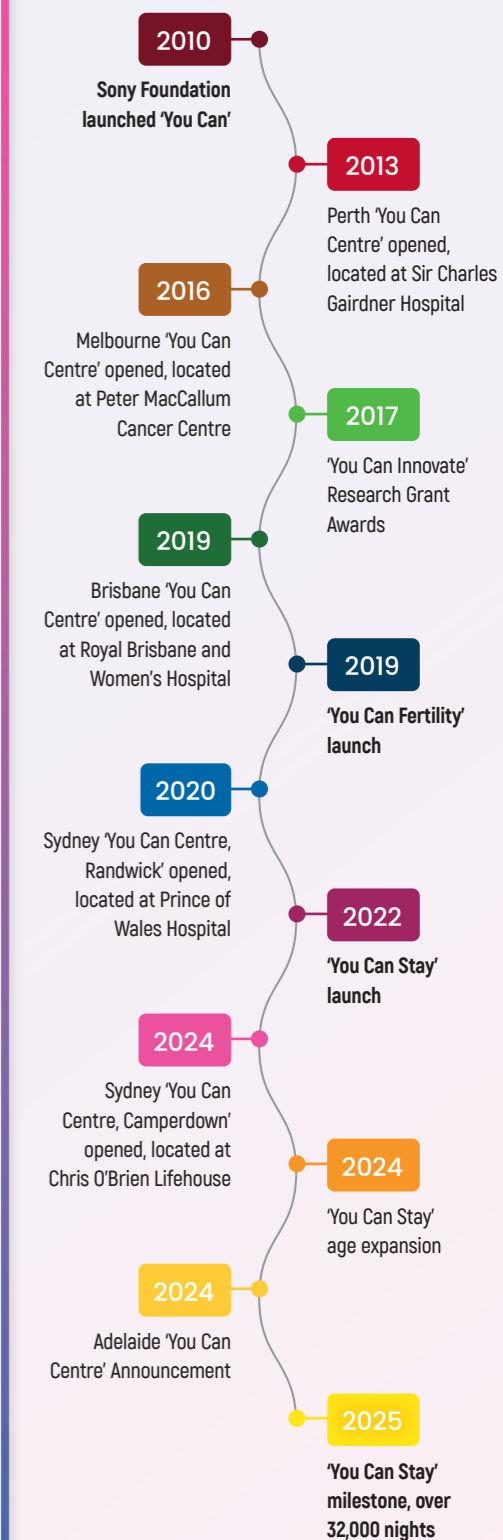 2010
Sony Foundation
launched ‘You Can’
2013
Perth ‘You Can
Centre’ opened,
located at Sir Charles
Gairdner Hospital
2016
Melbourne ‘You Can
Centre’ opened, located
at Peter MacCallum
Cancer Centre
2017
‘You Can Innovate’
Research Grant
Awards
2019
Brisbane ‘You Can
Centre’ opened, located
at Royal Brisbane and
Women’s Hospital
2019
‘You Can Fertility’
launch
2020
Sydney ‘You Can Centre,
Randwick’ opened,
located at Prince of
Wales Hospital
2022
‘You Can Stay’
launch
2024
Sydney ‘You Can
Centre, Camperdown’
opened, located at
Chris O’Brien Lifehouse
2024
‘You Can Stay’
age expansion
2024
Adelaide ‘You Can
Centre’ Announcement
2025
‘You Can Stay’
milestone, over
32,000 nights